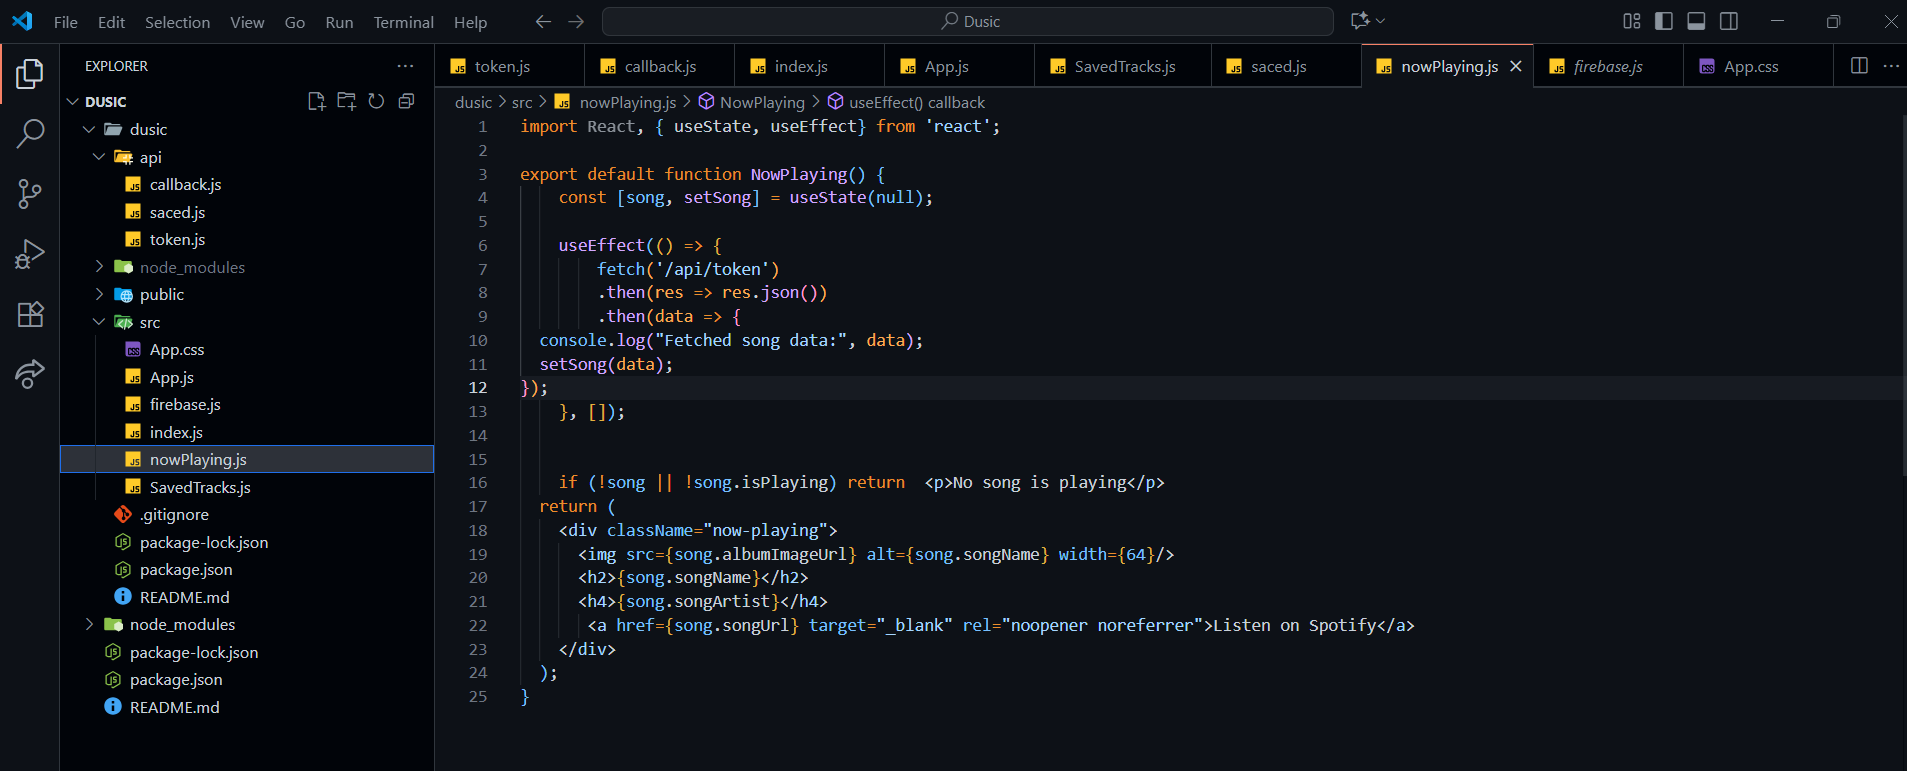 File Edit Selection View Go Run Terminal Help
Dusic
EXPLORER
DUSIC
dusic
api
callback.js
saced.js
token.js
node_modules
public
src
App.css
App.js
firebase.js
index.js
nowPlaying.js
SavedTracks.js
.gitignore
package-lock.json
package.json
README.md
node_modules
package-lock.json
package.json
README.md
token.js callback.js index.js App.js SavedTracks.js saced.js nowPlaying.js firebase.js App.css
dusic > src > nowPlaying.js > NowPlaying > useEffect() callback
1 import React, { useState, useEffect} from 'react';
2
3 export default function NowPlaying() {
4 const [song, setSong] = useState(null);
5
6 useEffect(() => {
7 fetch('/api/token')
8 .then(res => res.json())
9 .then(data => {
10 console.log("Fetched song data:", data);
11 setSong(data);
12 });
13 }, []);
14
15
16 if (!song || !song.isPlaying) return  <p>No song is playing</p>
17 return (
18 <div className="now-playing">
19 <img src={song.albumImageUrl} alt={song.songName} width={64}/>
20 <h2>{song.songName}</h2>
21 <h4>{song.songArtist}</h4>
22 <a href={song.songUrl} target="_blank" rel="noopener noreferrer">Listen on Spotify</a>
23 </div>
24 );
25 }